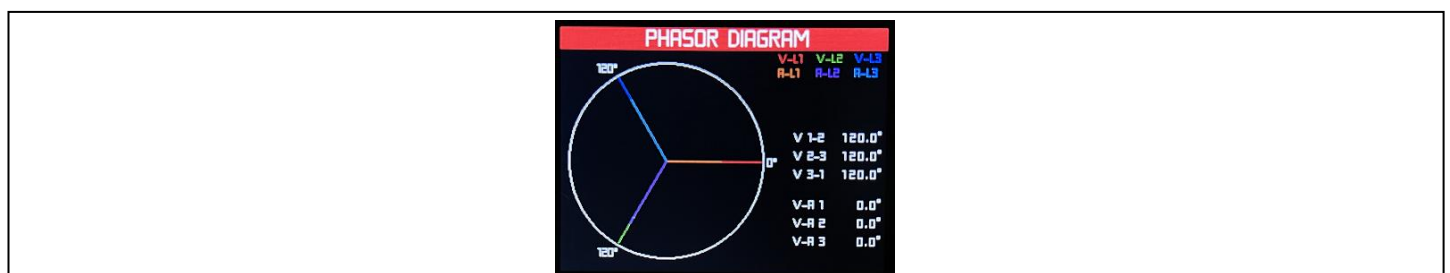 PHASOR DIAGRAM
V-L1 V-L2 V-L3
A-L1 A-L2 A-L3
120°
0°
120°
V 1-2 120.0°
V 2-3 120.0°
V 3-1 120.0°
V-A 1 0.0°
V-A 2 0.0°
V-A 3 0.0°